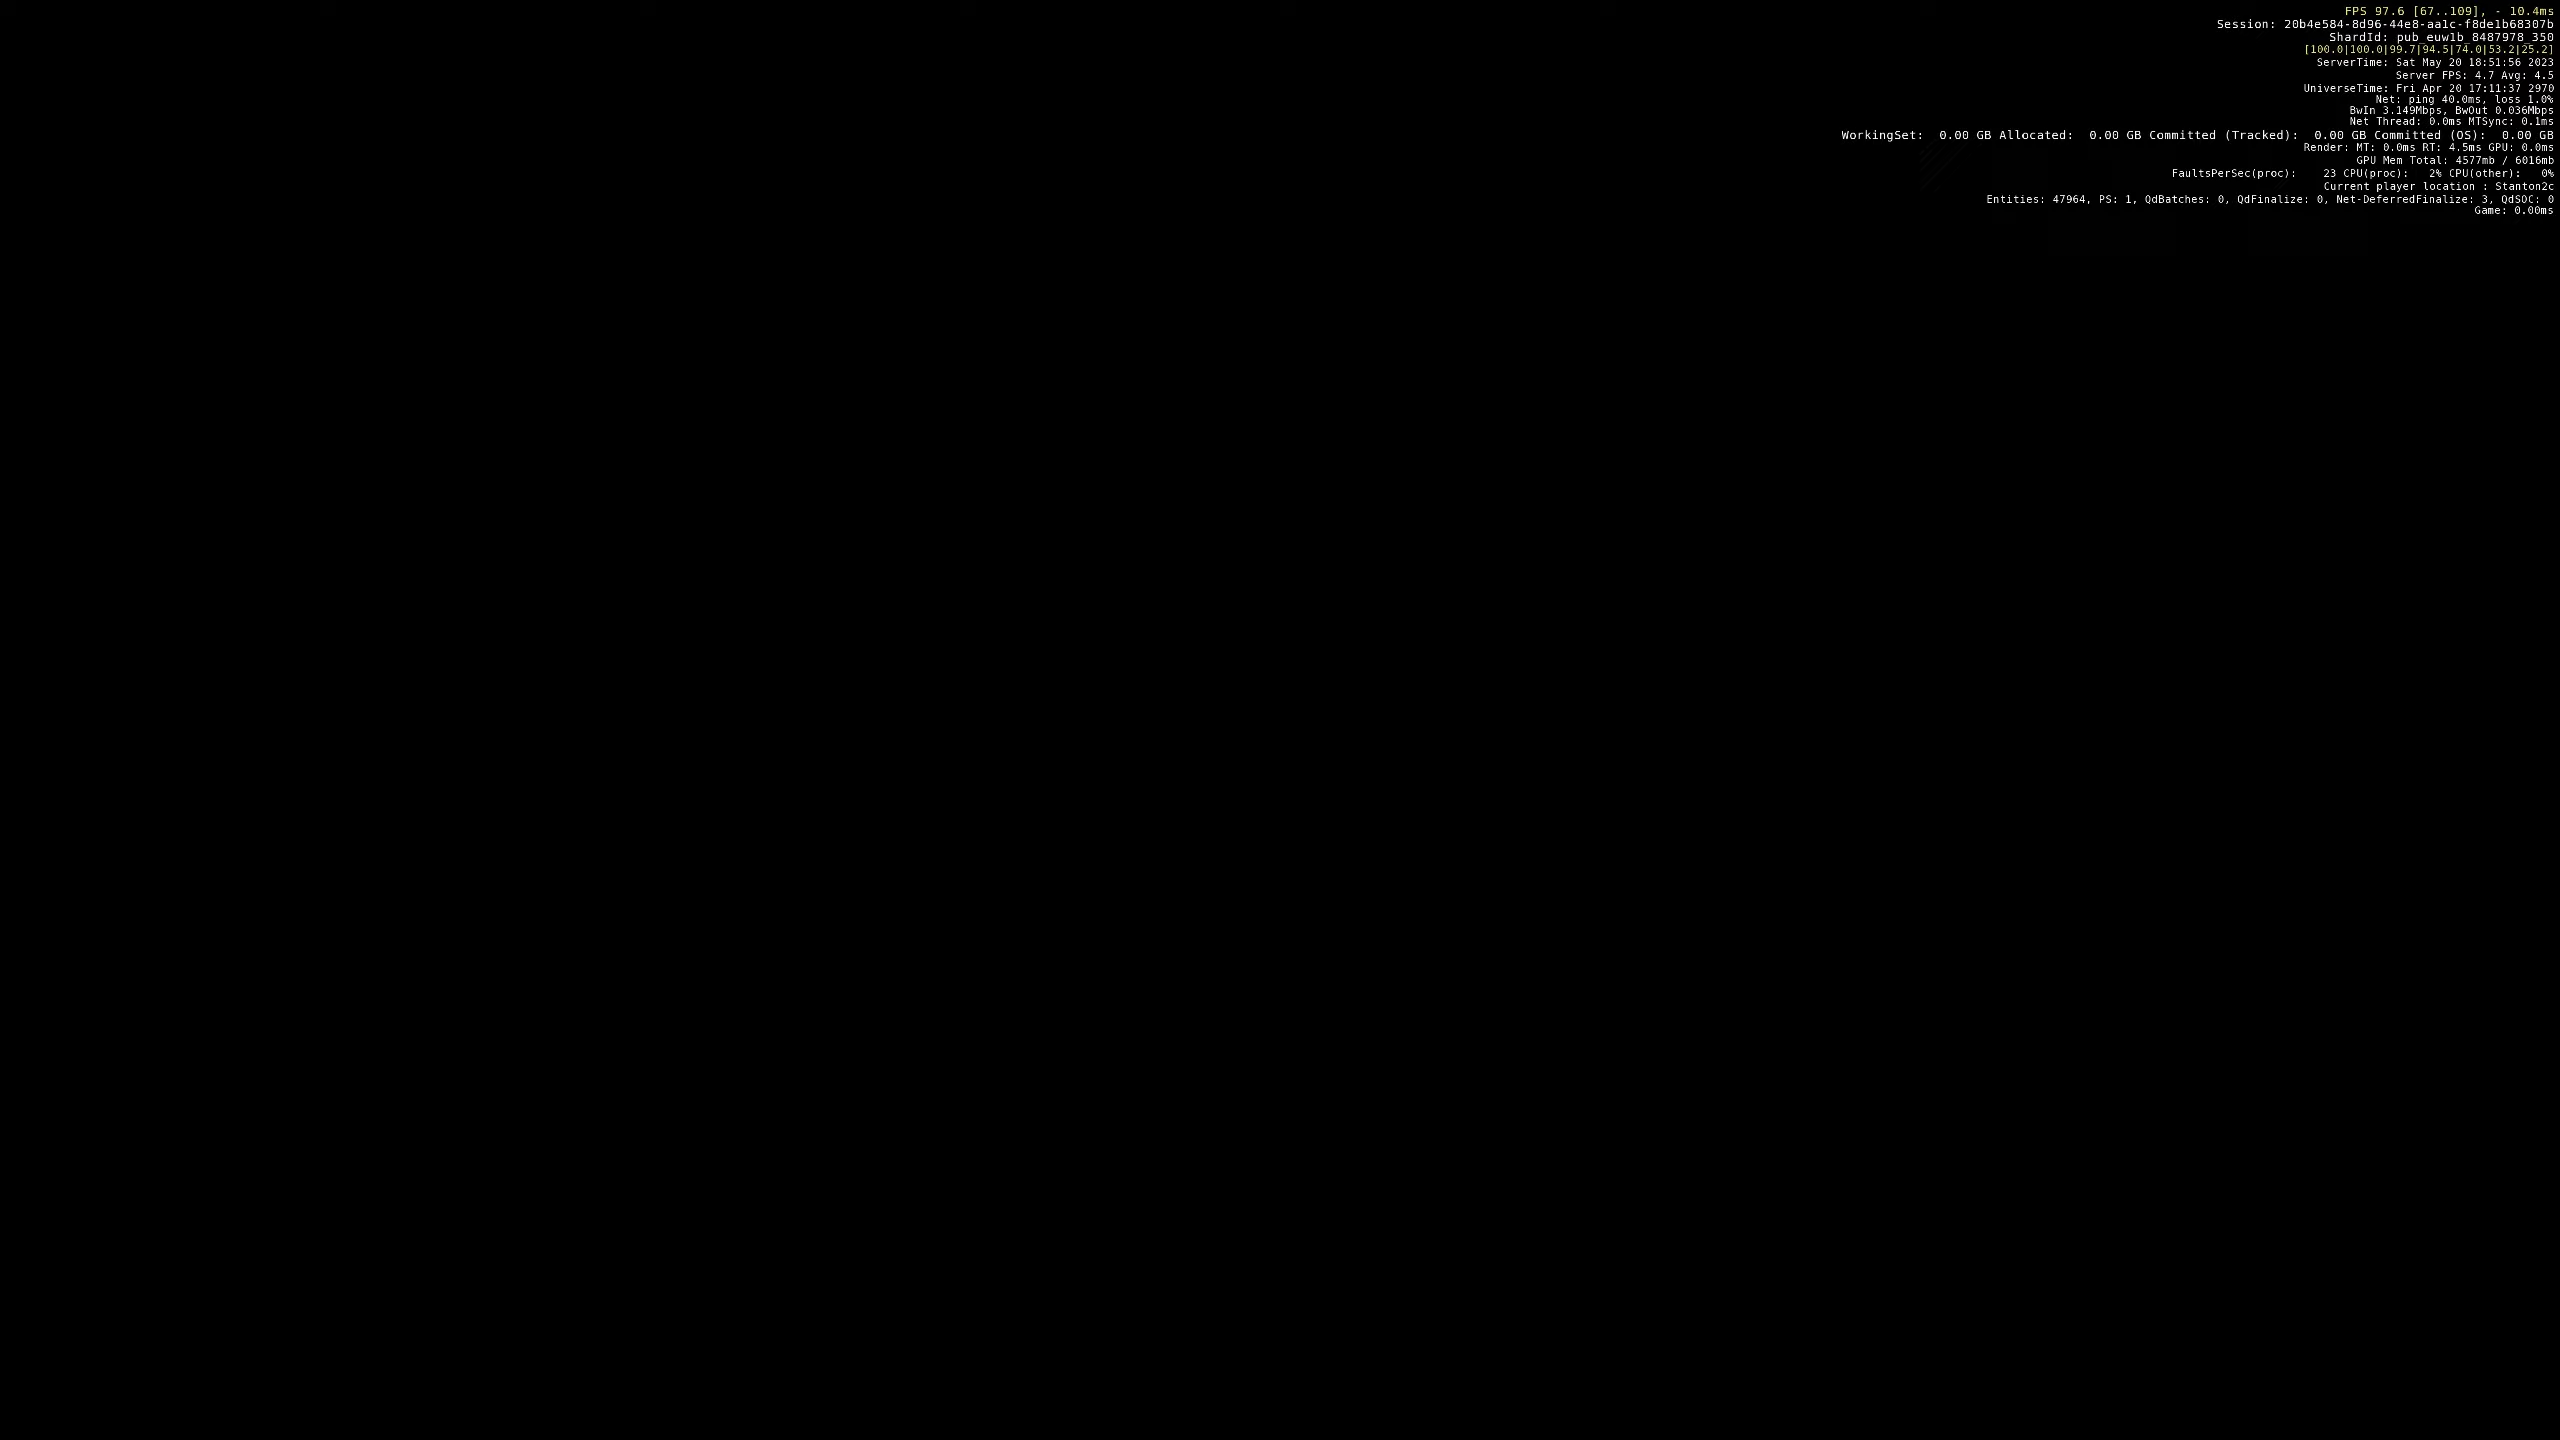 FPS 97.6 [67..109], - 10.4ms
Session: 20b4e584-8d96-44e8-aa1c-f8de1b68307b
ShardId: pub_euw1b_8487978_350
[100.0|100.0|99.7|94.5|74.0|53.2|25.2]
ServerTime: Sat May 20 18:51:56 2023
Server FPS: 4.7 Avg: 4.5
UniverseTime: Fri Apr 20 17:11:37 2970
Net: ping 40.0ms, loss 1.0%
BwIn 3.149Mbps, BwOut 0.036Mbps
Net Thread: 0.0ms MTSync: 0.1ms
WorkingSet:  0.00 GB Allocated:  0.00 GB Committed (Tracked):  0.00 GB Committed (OS):  0.00 GB
Render: MT: 0.0ms RT: 4.5ms GPU: 0.0ms
GPU Mem Total: 4577mb / 6016mb
FaultsPerSec(proc):    23 CPU(proc):   2% CPU(other):   0%
Current player location : Stanton2c
Entities: 47964, PS: 1, QdBatches: 0, QdFinalize: 0, Net-DeferredFinalize: 3, QdSOC: 0
Game: 0.00ms